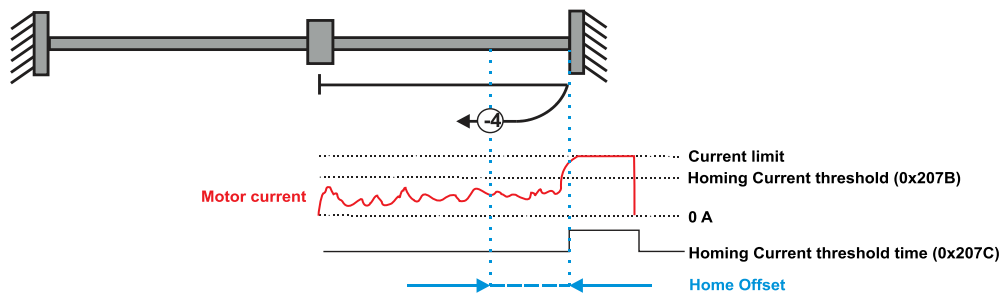 -4
Current limit
Homing Current threshold (0x207B)
Motor current
0 A
Homing Current threshold time (0x207C)
Home Offset